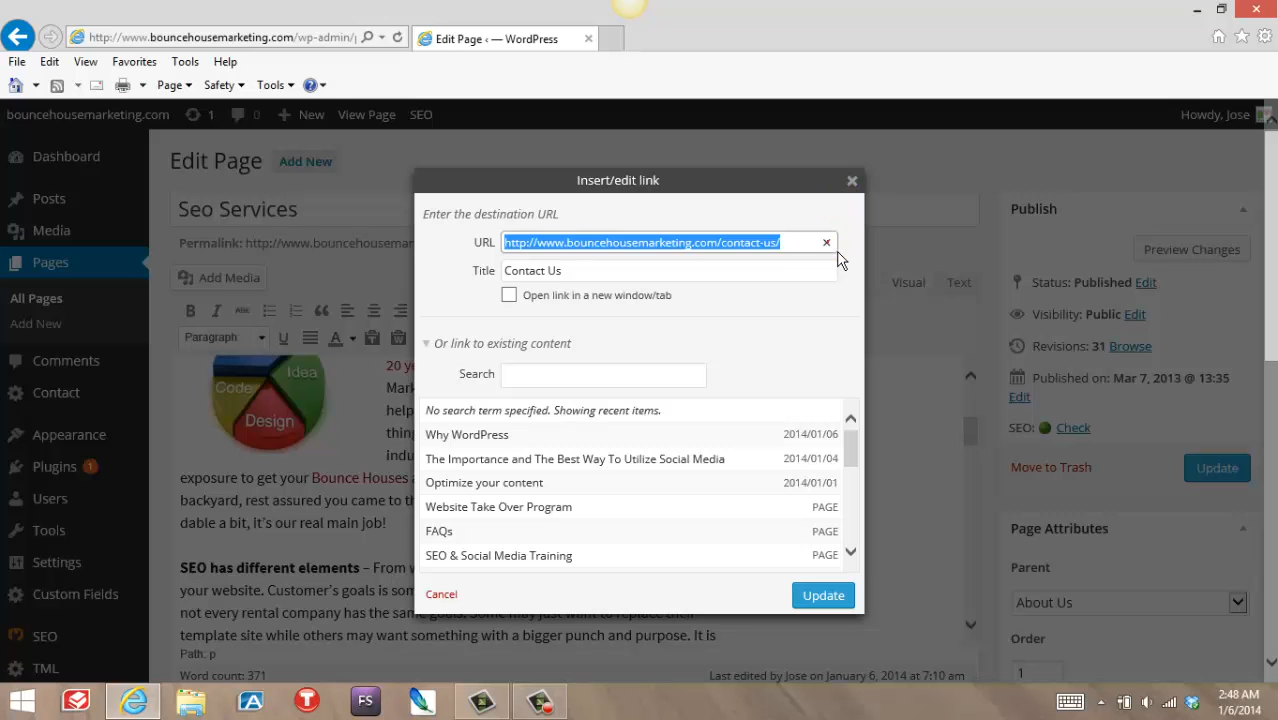 http://www.bouncehousemarketing.com/wp-admin/
Edit Page ‹ — WordPress
File Edit View Favorites Tools Help
Page Safety Tools
bouncehousemarketing.com 1 0 New View Page SEO Howdy, Jose
Dashboard
Posts
Media
Pages
All Pages
Add New
Comments
Contact
Appearance
Plugins 1
Users
Tools
Settings
Custom Fields
SEO
TML
Edit Page Add New
Seo Services
Permalink: http://www.bouncehousemarketing
Add Media
Visual Text
B I ABC
Paragraph U A T W
Idea
Code
Design
20 ye
Mark
help
thing
indu
exposure to get your Bounce Houses a
backyard, rest assured you came to th
dable a bit, it's our real main job!
SEO has different elements – From w
your website. Customer's goals is som
not every rental company has the same goals. Some may just want to replace their
template site while others may want something with a bigger punch and purpose. It is
Path: p
Word count: 371 Last edited by Jose on January 6, 2014 at 7:10 am
Insert/edit link
Enter the destination URL
URL http://www.bouncehousemarketing.com/contact-us/
Title Contact Us
Open link in a new window/tab
Or link to existing content
Search
No search term specified. Showing recent items.
Why WordPress 2014/01/06
The Importance and The Best Way To Utilize Social Media 2014/01/04
Optimize your content 2014/01/01
Website Take Over Program PAGE
FAQs PAGE
SEO & Social Media Training PAGE
Cancel Update
Publish
Preview Changes
Status: Published Edit
Visibility: Public Edit
Revisions: 31 Browse
Published on: Mar 7, 2013 @ 13:35
Edit
SEO: Check
Move to Trash Update
Page Attributes
Parent
About Us
Order
1
A T FS
2:48 AM
1/6/2014